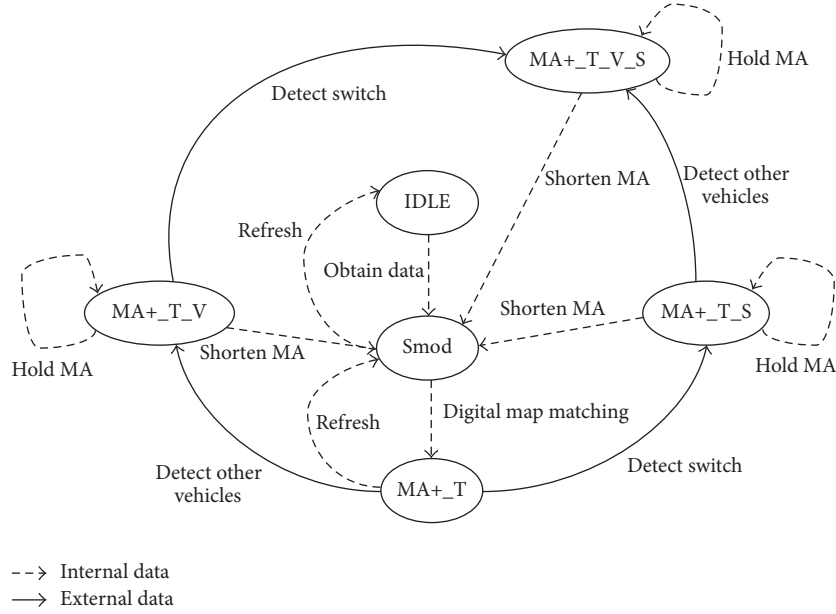 MA+_T_V_S
Hold MA
Detect switch
Shorten MA
Detect other
vehicles
IDLE
Refresh
Obtain data
MA+_T_V
Shorten MA
MA+_T_S
Shorten MA
Smod
Hold MA
Hold MA
Refresh
Digital map matching
Detect other
vehicles
MA+_T
Detect switch
Internal data
External data